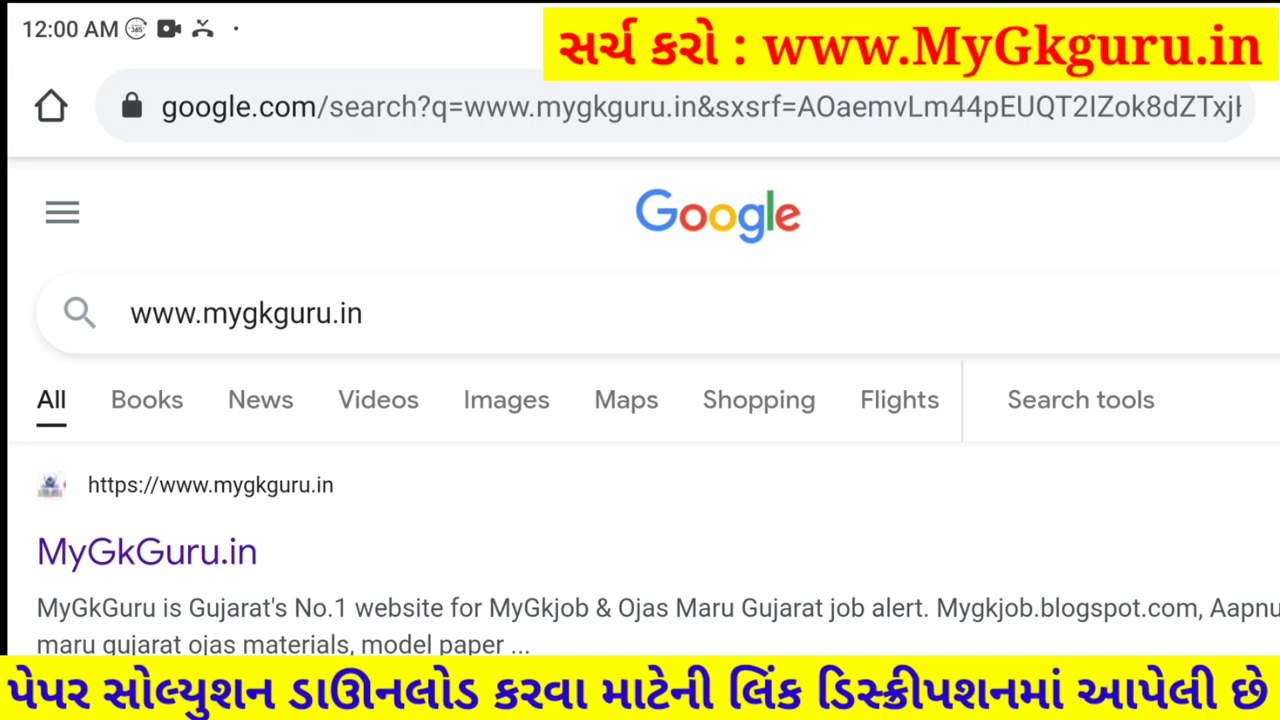 12:00 AM
સર્ચ કરો : www.MyGkguru.in
google.com/search?q=www.mygkguru.in&sxsrf=AOaemvLm44pEUQT2IZok8dZTxj
Google
www.mygkguru.in
All Books News Videos Images Maps Shopping Flights Search tools
https://www.mygkguru.in
MyGkGuru.in
MyGkGuru is Gujarat's No.1 website for MyGkjob & Ojas Maru Gujarat job alert. Mygkjob.blogspot.com, Aapnu
maru gujarat ojas materials, model paper ...
પેપર સોલ્યુશન ડાઊનલોડ કરવા માટેની લિંક ડિસ્ક્રીપશનમાં આપેલી છે